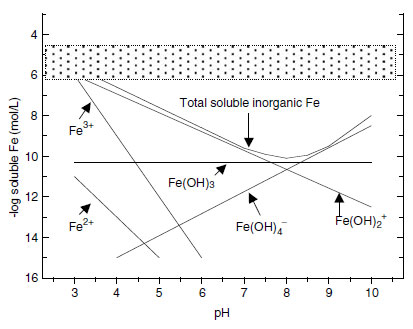 -log soluble Fe (mol/L)
4
6
8
10
12
14
16
Total soluble inorganic Fe
Fe³⁺
Fe(OH)₃
Fe²⁺
Fe(OH)₄⁻
Fe(OH)₂⁺
3 4 5 6 7 8 9 10
pH